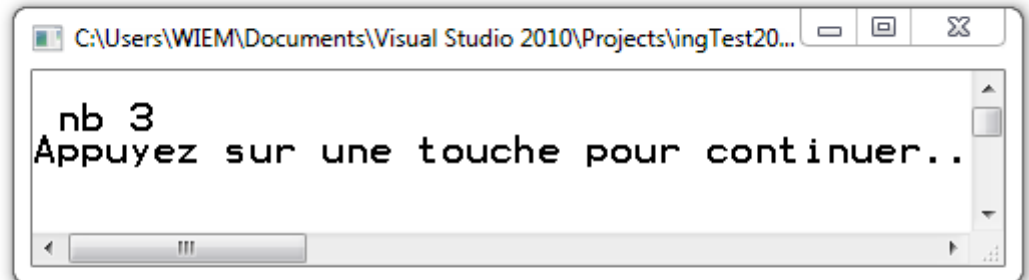 C:\Users\WIEM\Documents\Visual Studio 2010\Projects\ingTest20...
nb 3
Appuyez sur une touche pour continuer..